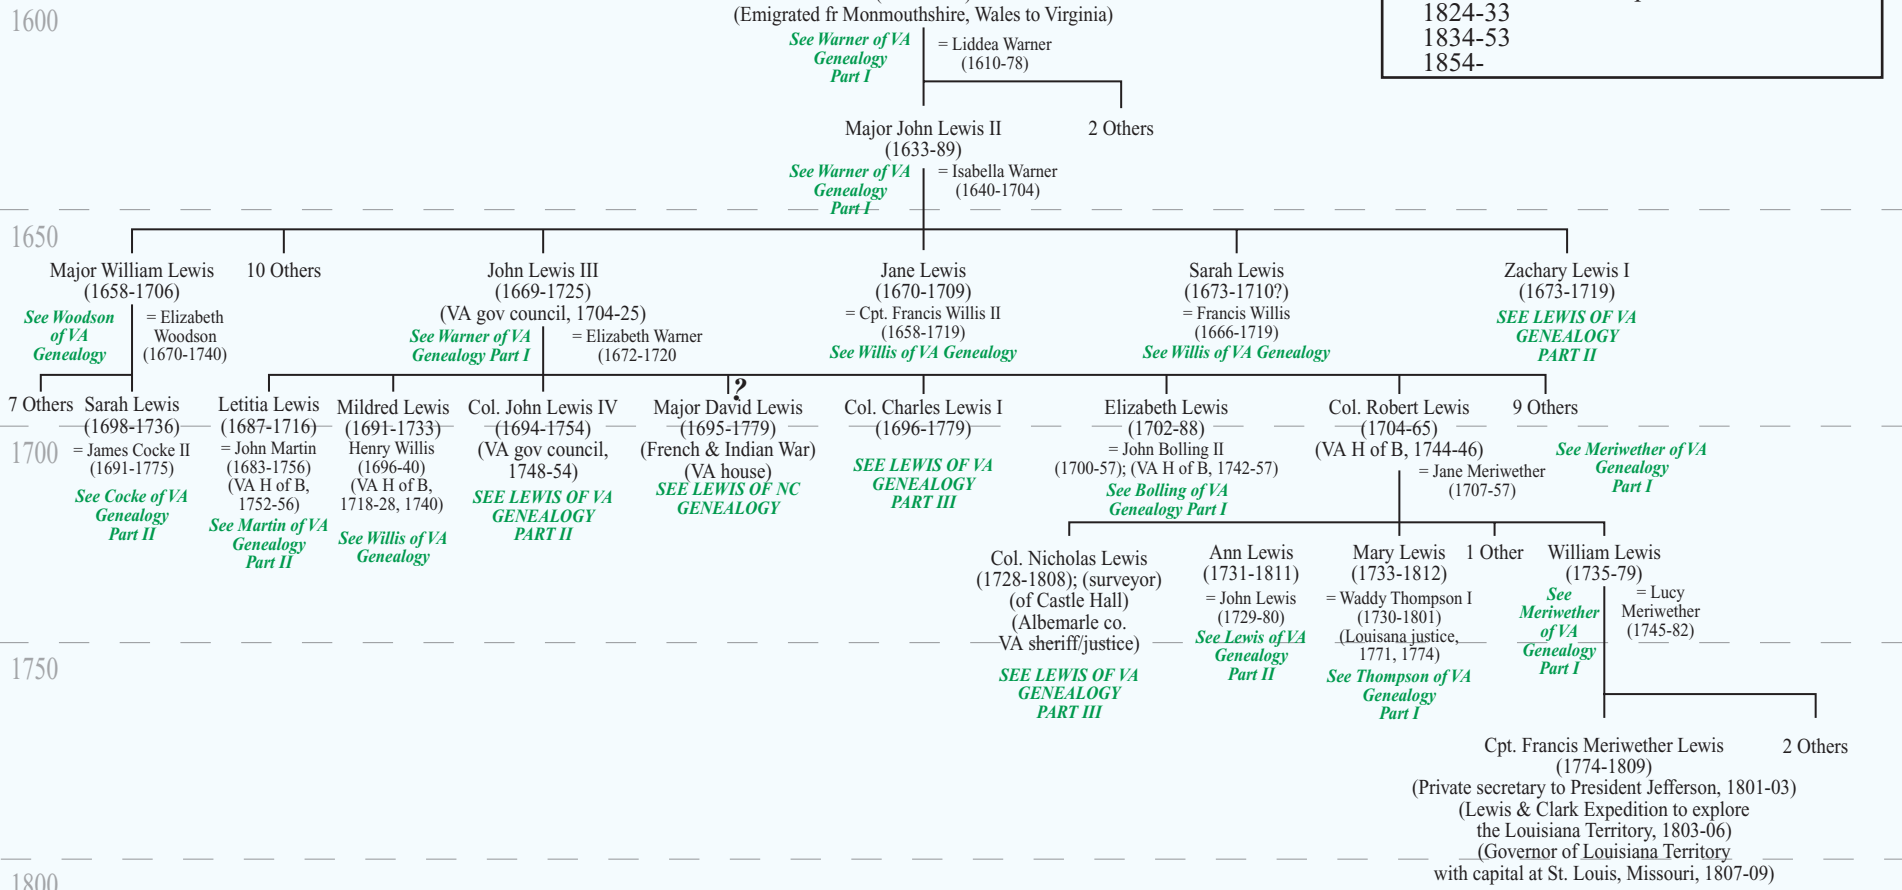 1600
(Emigrated fr Monmouthshire, Wales to Virginia)
See Warner of VA
Genealogy
Part I
= Liddea Warner
(1610-78)
1824-33
1834-53
1854-
Major John Lewis II
(1633-89)
2 Others
See Warner of VA
Genealogy
Part I
= Isabella Warner
(1640-1704)
1650
Major William Lewis
(1658-1706)
See Woodson
of VA
Genealogy
= Elizabeth
Woodson
(1670-1740)
10 Others
John Lewis III
(1669-1725)
(VA gov council, 1704-25)
See Warner of VA
Genealogy Part I
= Elizabeth Warner
(1672-1720
Jane Lewis
(1670-1709)
= Cpt. Francis Willis II
(1658-1719)
See Willis of VA Genealogy
Sarah Lewis
(1673-1710?)
= Francis Willis
(1666-1719)
See Willis of VA Genealogy
Zachary Lewis I
(1673-1719)
SEE LEWIS OF VA
GENEALOGY
PART II
7 Others
Sarah Lewis
(1698-1736)
= James Cocke II
(1691-1775)
See Cocke of VA
Genealogy
Part II
Letitia Lewis
(1687-1716)
= John Martin
(1683-1756)
(VA H of B,
1752-56)
See Martin of VA
Genealogy
Part II
Mildred Lewis
(1691-1733)
Henry Willis
(1696-40)
(VA H of B,
1718-28, 1740)
See Willis of VA
Genealogy
Col. John Lewis IV
(1694-1754)
(VA gov council,
1748-54)
SEE LEWIS OF VA
GENEALOGY
PART II
?
Major David Lewis
(1695-1779)
(French & Indian War)
(VA house)
SEE LEWIS OF NC
GENEALOGY
Col. Charles Lewis I
(1696-1779)
SEE LEWIS OF VA
GENEALOGY
PART III
Elizabeth Lewis
(1702-88)
= John Bolling II
(1700-57); (VA H of B, 1742-57)
See Bolling of VA
Genealogy Part I
Col. Robert Lewis
(1704-65)
(VA H of B, 1744-46)
= Jane Meriwether
(1707-57)
9 Others
See Meriwether of VA
Genealogy
Part I
1700
Col. Nicholas Lewis
(1728-1808); (surveyor)
(of Castle Hall)
(Albemarle co.
VA sheriff/justice)
SEE LEWIS OF VA
GENEALOGY
PART III
Ann Lewis
(1731-1811)
= John Lewis
(1729-80)
See Lewis of VA
Genealogy
Part II
Mary Lewis
(1733-1812)
= Waddy Thompson I
(1730-1801)
(Louisana justice,
1771, 1774)
See Thompson of VA
Genealogy
Part I
1 Other
William Lewis
(1735-79)
See
Meriwether
of VA
Genealogy
Part I
= Lucy
Meriwether
(1745-82)
1750
Cpt. Francis Meriwether Lewis
(1774-1809)
(Private secretary to President Jefferson, 1801-03)
(Lewis & Clark Expedition to explore
the Louisiana Territory, 1803-06)
(Governor of Louisiana Territory
with capital at St. Louis, Missouri, 1807-09)
2 Others
1800